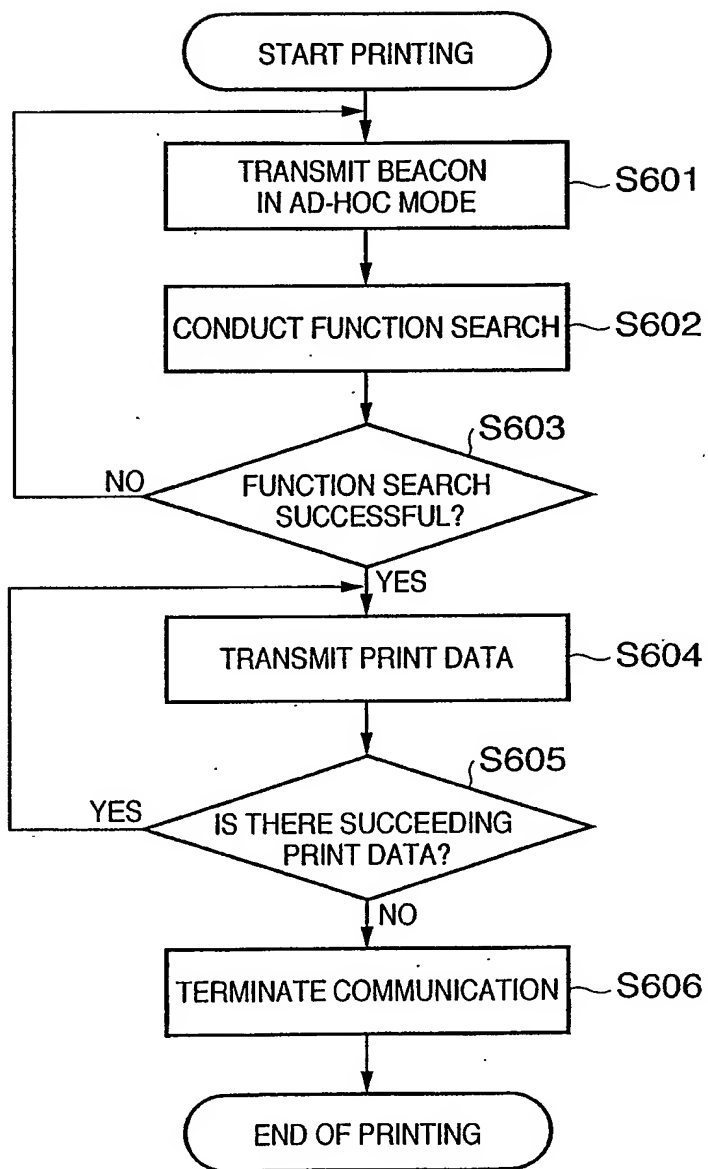 START PRINTING
TRANSMIT BEACON
IN AD-HOC MODE
S601
CONDUCT FUNCTION SEARCH
S602
S603
NO
FUNCTION SEARCH
SUCCESSFUL?
YES
TRANSMIT PRINT DATA
S604
S605
YES
IS THERE SUCCEEDING
PRINT DATA?
NO
TERMINATE COMMUNICATION
S606
END OF PRINTING